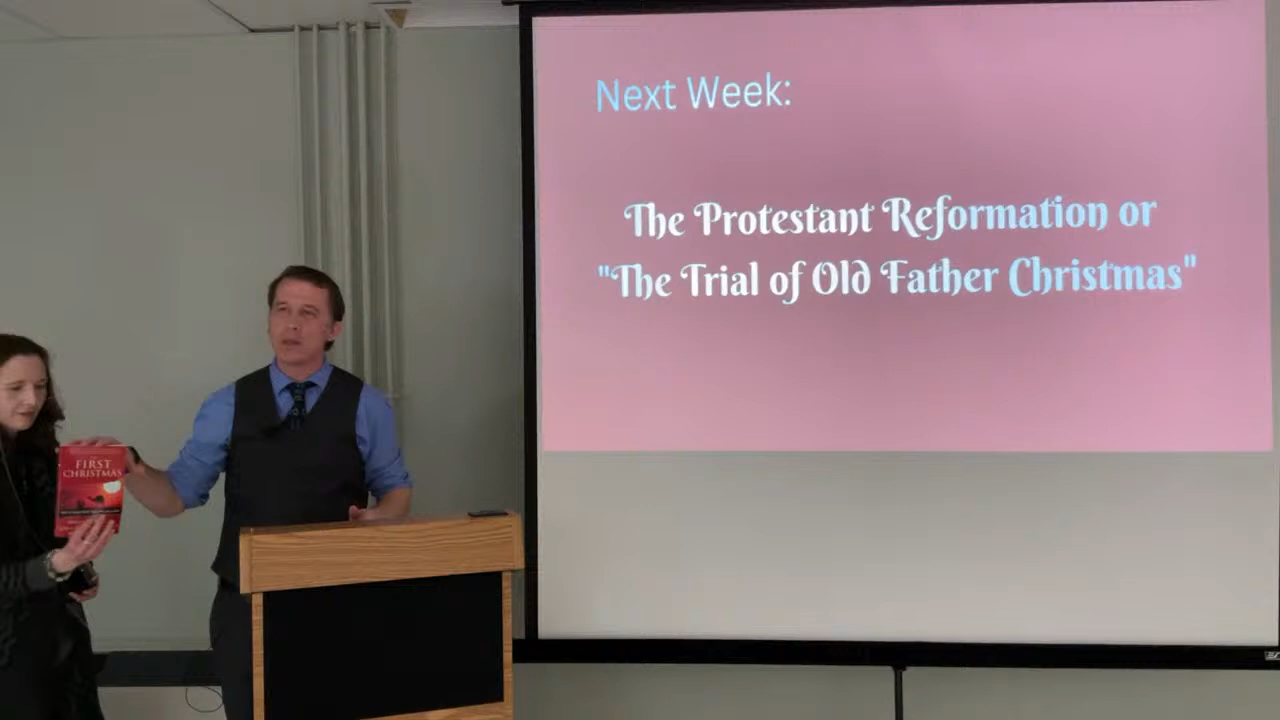 Next Week:
The Protestant Reformation or
"The Trial of Old Father Christmas"
FIRST
CHRISTMAS